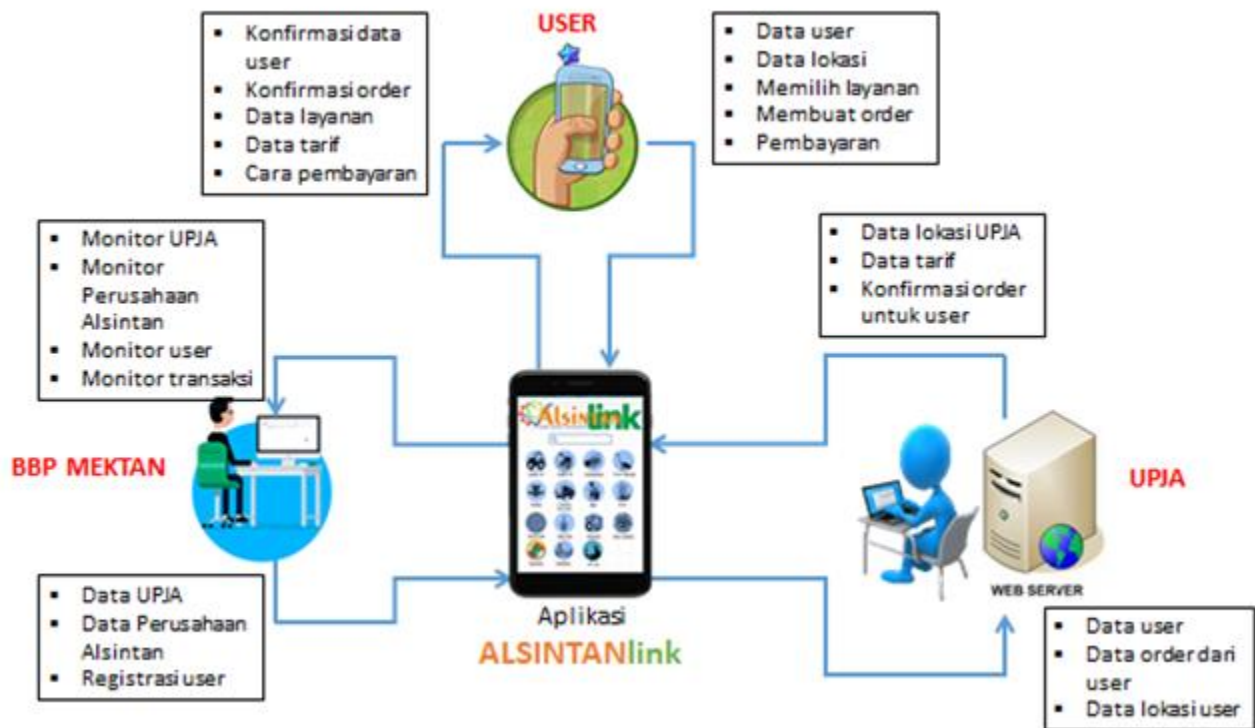 USER
▪ Konfirmasi data
user
▪ Konfirmasi order
▪ Data layanan
▪ Data tarif
▪ Cara pembayaran
▪ Data user
▪ Data lokasi
▪ Memilih layanan
▪ Membuat order
▪ Pembayaran
▪ Monitor UPJA
▪ Monitor
Perusahaan
Alsintan
▪ Monitor user
▪ Monitor transaksi
▪ Data lokasi UPJA
▪ Data tarif
▪ Konfirmasi order
untuk user
BBP MEKTAN
Alsintan link
UPJA
WEB SERVER
▪ Data UPJA
▪ Data Perusahaan
Alsintan
▪ Registrasi user
Aplikasi
ALSINTANlink
▪ Data user
▪ Data order dari
user
▪ Data lokasi user